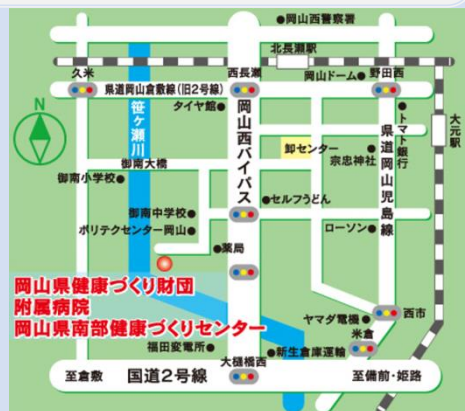 岡山西警察署
北長瀬駅
久米
西長瀬
岡山ドーム
野田西
県道岡山倉敷線(旧2号線)
タイヤ館
大元駅
N
笹ヶ瀬川
岡山西バイパス
県道岡山児島線
トマト銀行
卸センター
宗忠神社
御南大橋
御南小学校
セルフうどん
御南中学校
ポリテクセンター岡山
ローソン
薬局
岡山県健康づくり財団
附属病院
岡山県南部健康づくりセンター
ヤマダ電機
西市
米倉
福田変電所
新生倉庫運輸
至倉敷
国道2号線
大樋橋西
至備前・姫路